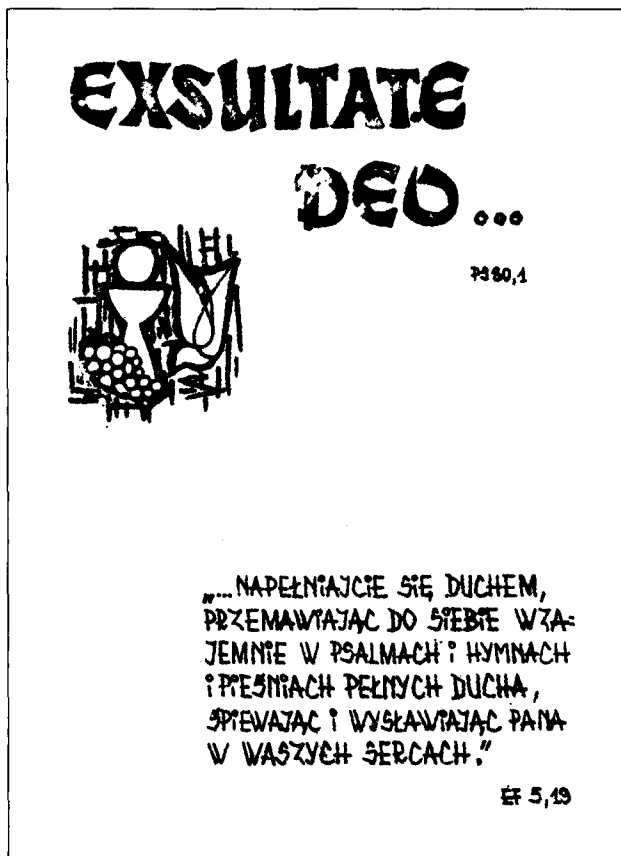 EXSULTATE
DEO...
PS 80,1
„...NAPEŁNIAJCIE SIĘ DUCHEM,
PRZEMAWIAJĄC DO SIEBIE WZA=
JEMNIE W PSALMACH i HYMNACH
i PIEŚNIACH PEŁNYCH DUCHA,
ŚPIEWAJĄC I WYSŁAWIAJĄC PANA
W WASZYCH SERCACH."
EF 5,19